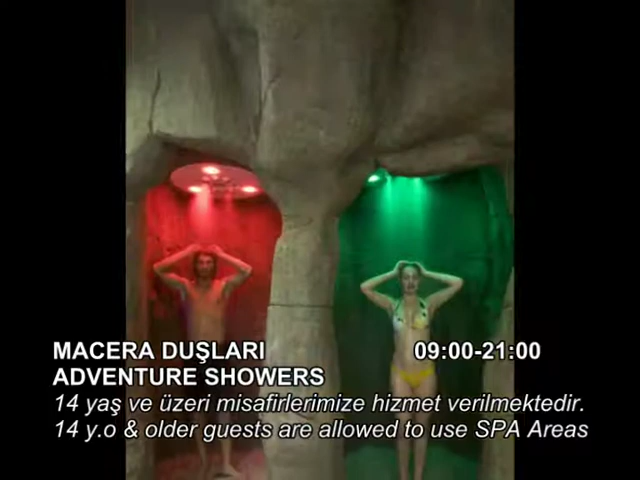 MACERA DUŞLARI 09:00-21:00
ADVENTURE SHOWERS
14 yaş ve üzeri misafirlerimize hizmet verilmektedir.
14 y.o & older guests are allowed to use SPA Areas